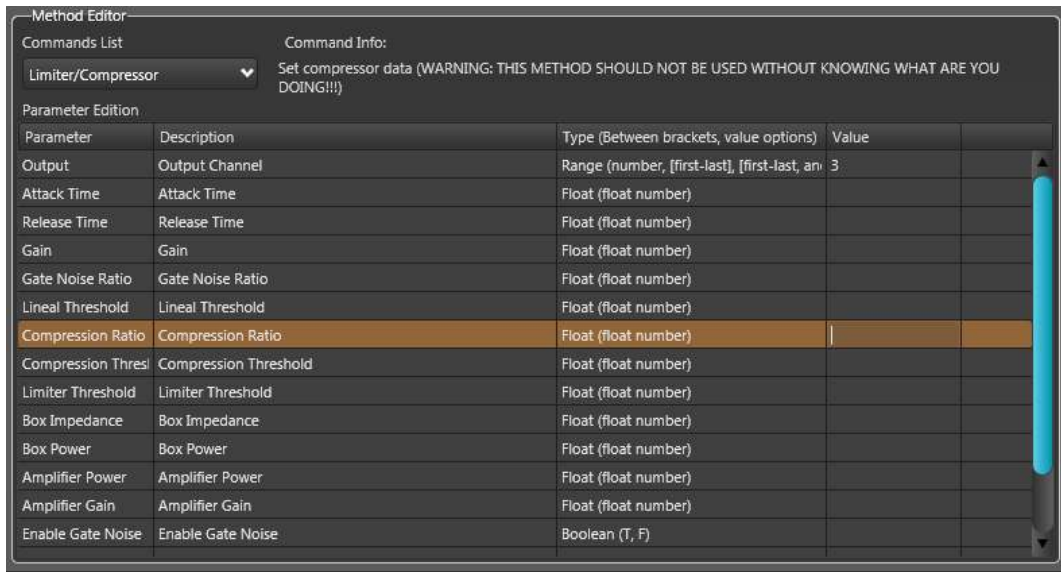 Method Editor
Commands List Command Info:
Limiter/Compressor Set compressor data (WARNING: THIS METHOD SHOULD NOT BE USED WITHOUT KNOWING WHAT ARE YOU
DOING!!!)
Parameter Edition
Parameter Description Type (Between brackets, value options) Value
Output Output Channel Range (number, [first-last], [first-last, an 3
Attack Time Attack Time Float (float number)
Release Time Release Time Float (float number)
Gain Gain Float (float number)
Gate Noise Ratio Gate Noise Ratio Float (float number)
Lineal Threshold Lineal Threshold Float (float number)
Compression Ratio Compression Ratio Float (float number)
Compression Thresl Compression Threshold Float (float number)
Limiter Threshold Limiter Threshold Float (float number)
Box Impedance Box Impedance Float (float number)
Box Power Box Power Float (float number)
Amplifier Power Amplifier Power Float (float number)
Amplifier Gain Amplifier Gain Float (float number)
Enable Gate Noise Enable Gate Noise Boolean (T, F)